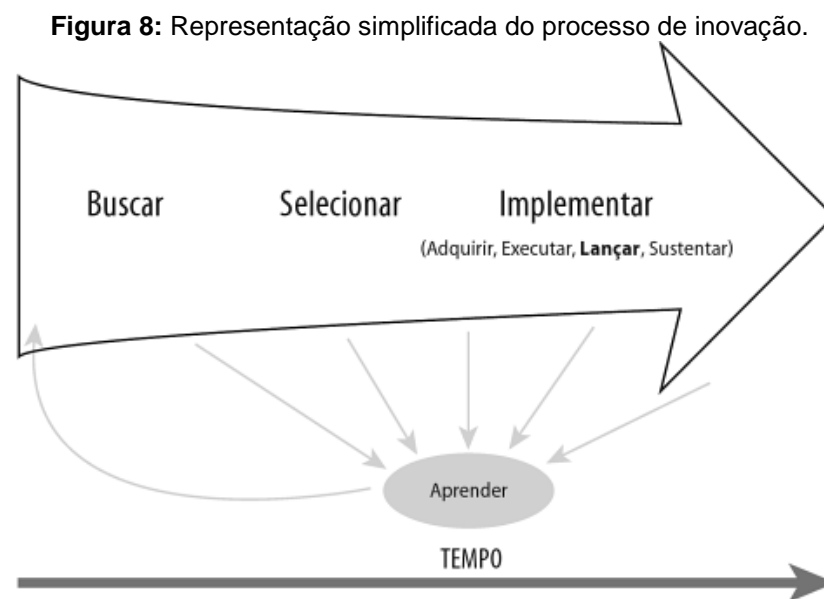 Figura 8: Representação simplificada do processo de inovação.
Buscar
Selecionar
Implementar
(Adquirir, Executar, Lançar, Sustentar)
Aprender
TEMPO